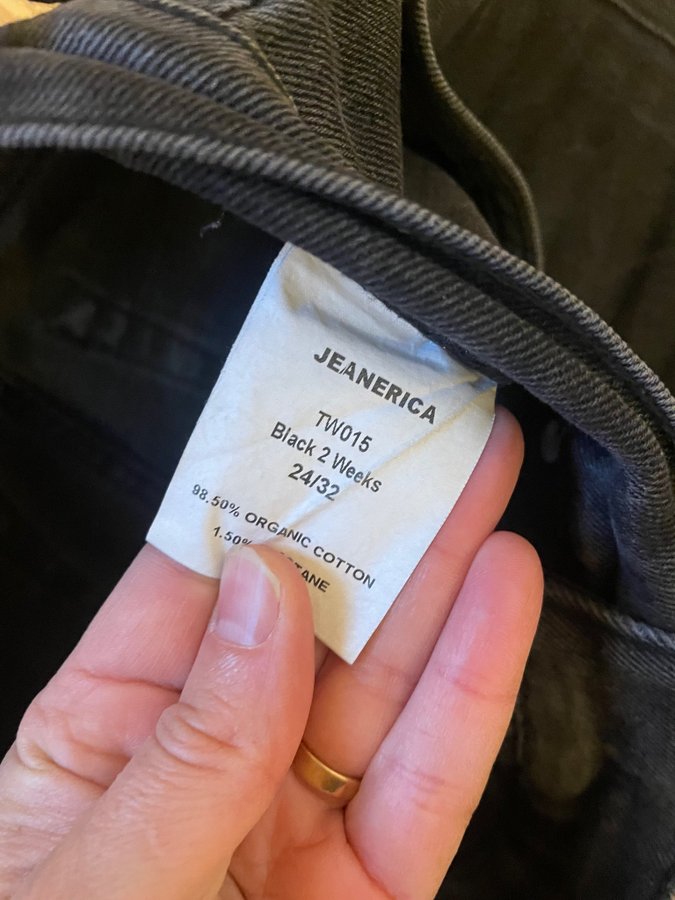 JEANERICA
TW015
Black 2 Weeks
24/32
98.50% ORGANIC COTTON
1.50%